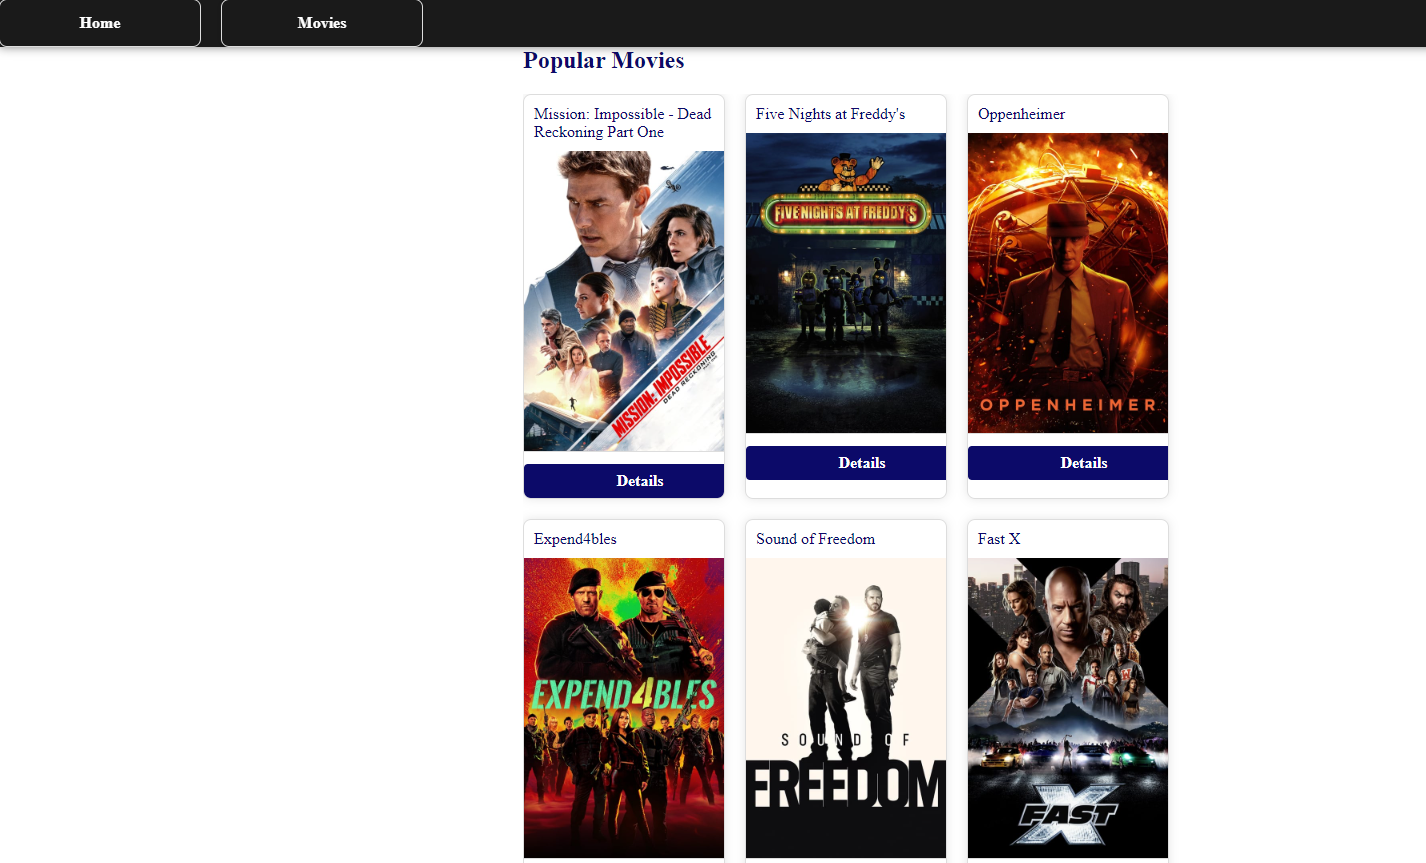 Home
Movies
Popular Movies
Mission: Impossible - Dead
Reckoning Part One
Five Nights at Freddy's
Oppenheimer
MISSION: IMPOSSIBLE
DEAD RECKONING
FIVE NIGHTS AT FREDDY'S
OPPENHEIMER
Details
Details
Details
Expend4bles
Sound of Freedom
Fast X
EXPEND4BLES
SOUND OF
FREEDOM
FAST X